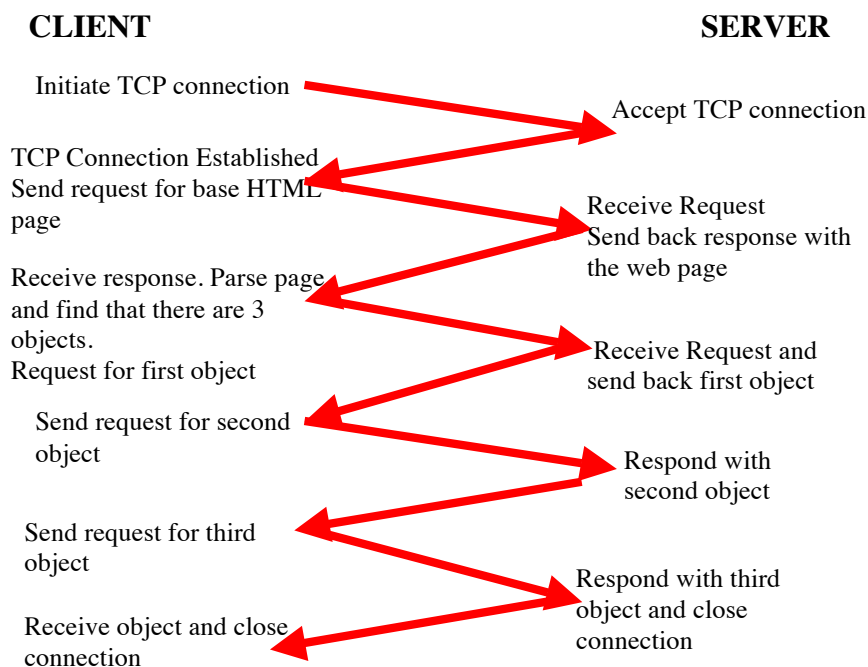 CLIENT
SERVER
Initiate TCP connection
Accept TCP connection
TCP Connection Established
Send request for base HTML
page
Receive Request
Send back response with
the web page
Receive response. Parse page
and find that there are 3
objects.
Request for first object
Receive Request and
send back first object
Send request for second
object
Respond with
second object
Send request for third
object
Respond with third
object and close
connection
Receive object and close
connection